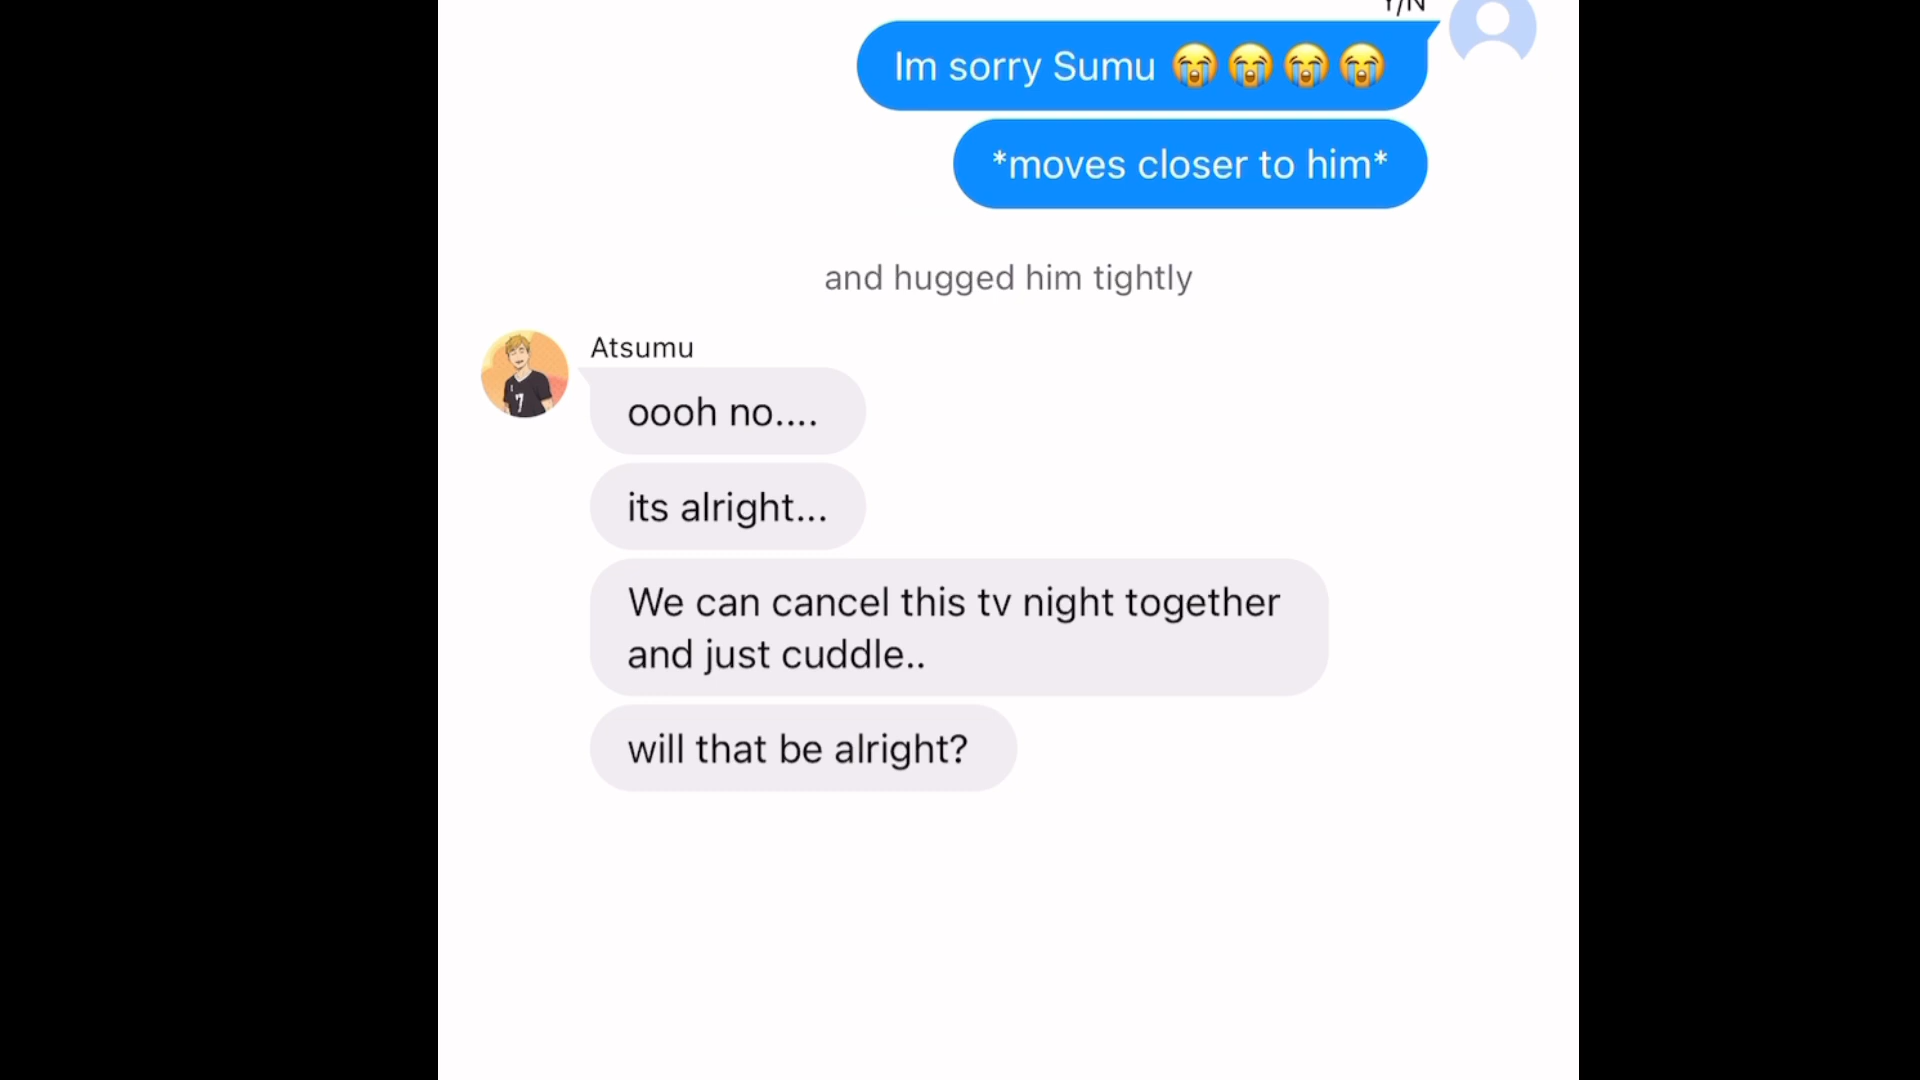 Y/N
Im sorry Sumu 😭😭😭😭
*moves closer to him*
and hugged him tightly
Atsumu
7
oooh no....
its alright...
We can cancel this tv night together
and just cuddle..
will that be alright?